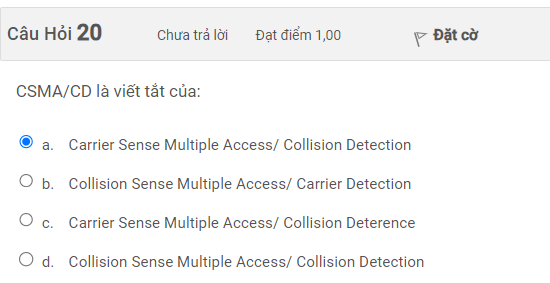 Câu Hỏi 20 Chưa trả lời Đạt điểm 1,00 Đặt cờ
CSMA/CD là viết tắt của:
a. Carrier Sense Multiple Access/ Collision Detection
b. Collision Sense Multiple Access/ Carrier Detection
c. Carrier Sense Multiple Access/ Collision Deterence
d. Collision Sense Multiple Access/ Collision Detection